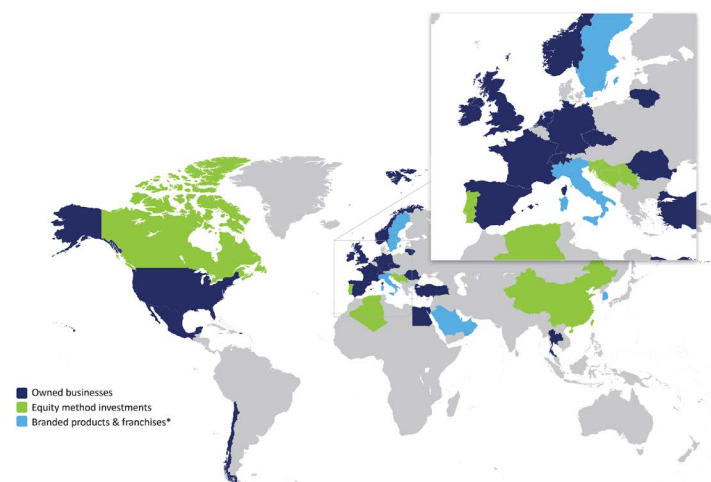 Owned businesses
Equity method investments
Branded products & franchises*